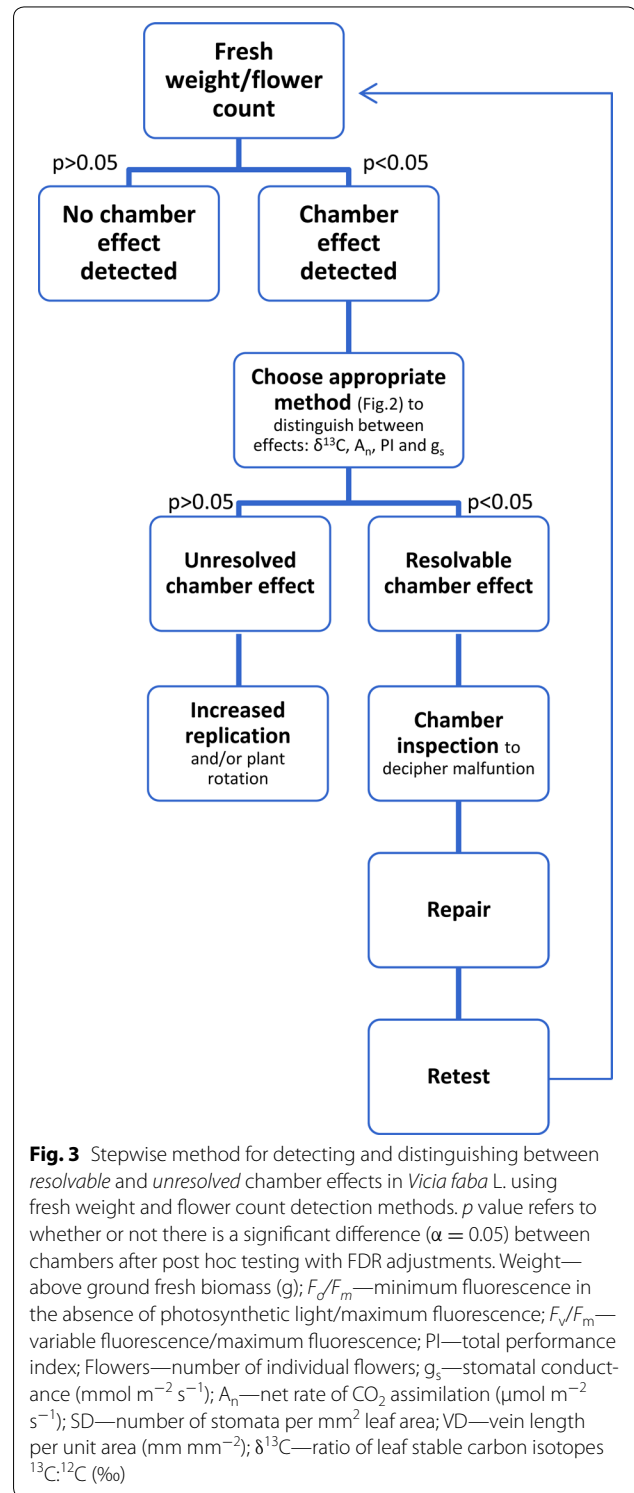 Fresh
weight/flower
count
p>0.05
p<0.05
No chamber
effect
detected
Chamber
effect
detected
Choose appropriate
method (Fig.2) to
distinguish between
effects: δ¹³C, Aₙ, PI and gₛ
p>0.05
p<0.05
Unresolved
chamber effect
Resolvable
chamber effect
Increased
replication
and/or plant
rotation
Chamber
inspection to
decipher malfuntion
Repair
Retest
Fig. 3 Stepwise method for detecting and distinguishing between
resolvable and unresolved chamber effects in Vicia faba L. using
fresh weight and flower count detection methods. p value refers to
whether or not there is a significant difference (α = 0.05) between
chambers after post hoc testing with FDR adjustments. Weight—
above ground fresh biomass (g); Fₒ/Fₘ—minimum fluorescence in
the absence of photosynthetic light/maximum fluorescence; Fᵥ/Fₘ—
variable fluorescence/maximum fluorescence; PI—total performance
index; Flowers—number of individual flowers; gₛ—stomatal conduct-
ance (mmol m⁻² s⁻¹); Aₙ—net rate of CO₂ assimilation (μmol m⁻²
s⁻¹); SD—number of stomata per mm² leaf area; VD—vein length
per unit area (mm mm⁻²); δ¹³C—ratio of leaf stable carbon isotopes
¹³C:¹²C (‰)